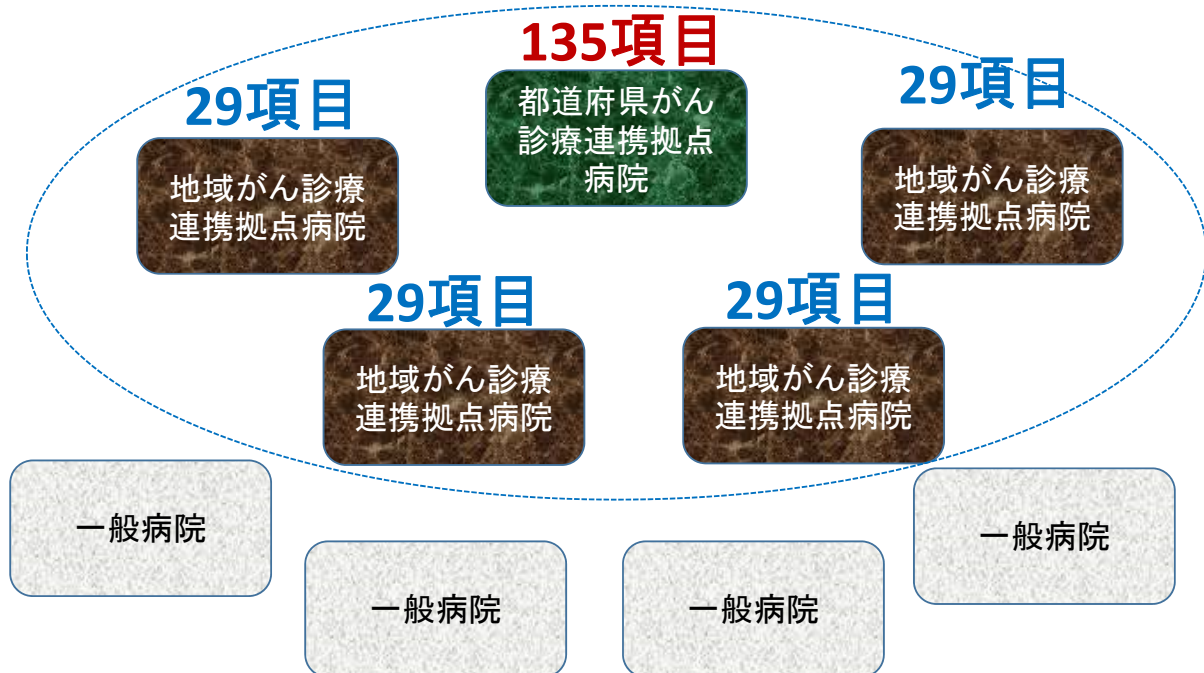 135項目
都道府県がん
診療連携拠点
病院
29項目
地域がん診療
連携拠点病院
29項目
地域がん診療
連携拠点病院
29項目
地域がん診療
連携拠点病院
29項目
地域がん診療
連携拠点病院
一般病院
一般病院
一般病院
一般病院